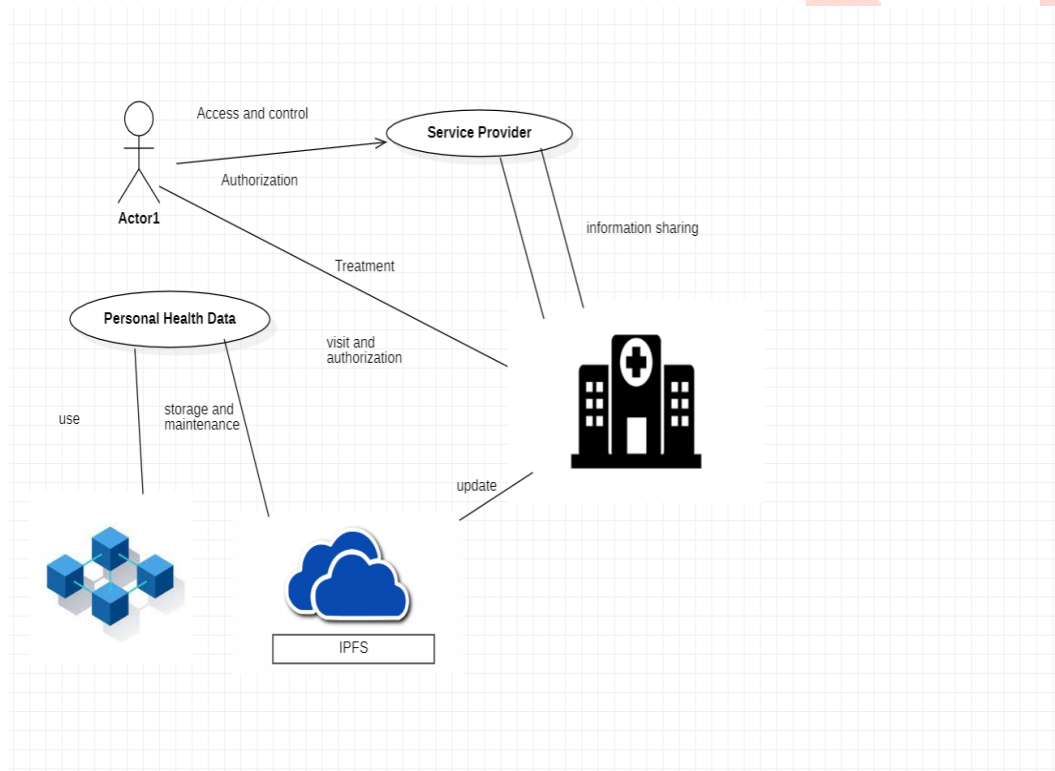 Access and control
Service Provider
Authorization
Actor1
information sharing
Treatment
Personal Health Data
visit and
authorization
use
storage and
maintenance
update
IPFS